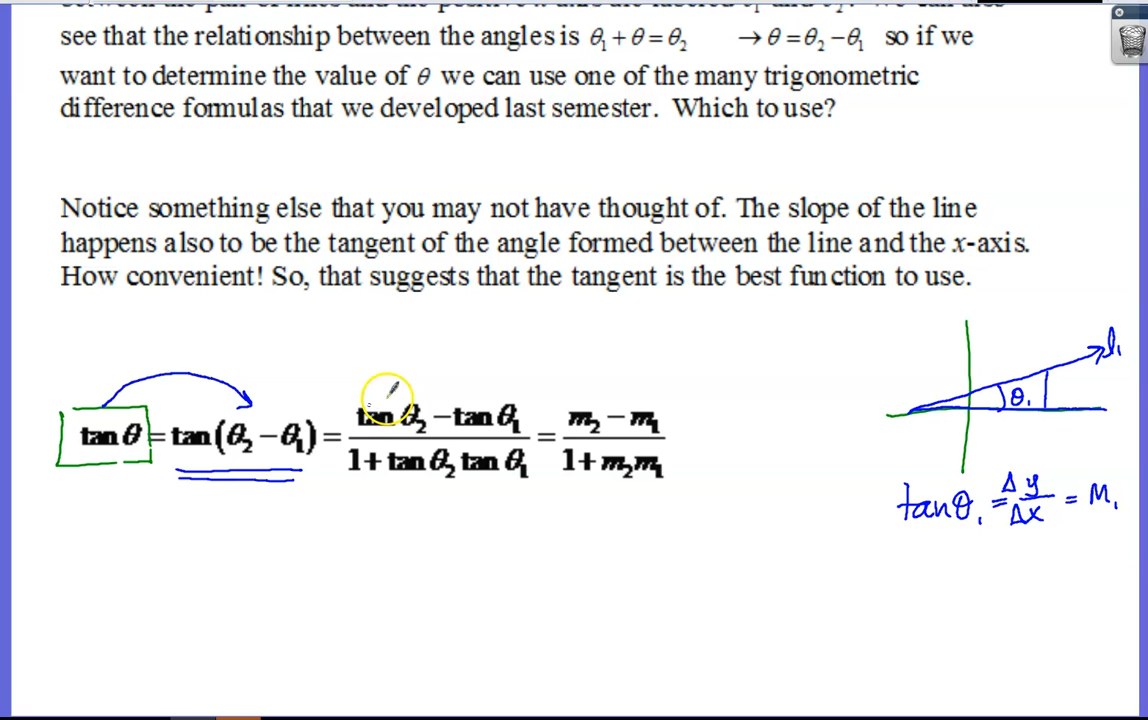 see that the relationship between the angles is θ₁ + θ = θ₂ → θ = θ₂ − θ₁ so if we
want to determine the value of θ we can use one of the many trigonometric
difference formulas that we developed last semester. Which to use?
Notice something else that you may not have thought of. The slope of the line
happens also to be the tangent of the angle formed between the line and the x-axis.
How convenient! So, that suggests that the tangent is the best function to use.
l₁
θ₁
tan θ = tan(θ₂ − θ₁) = (tan θ₂ − tan θ₁)/(1 + tan θ₂ tan θ₁) = (m₂ − m₁)/(1 + m₂m₁)
tan θ₁ = Δy/Δx = M₁